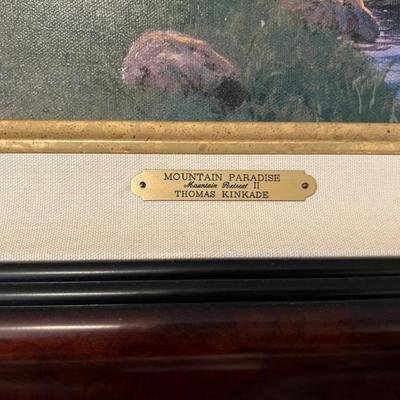 MOUNTAIN PARADISE
Mountain Retreat II
THOMAS KINKADE